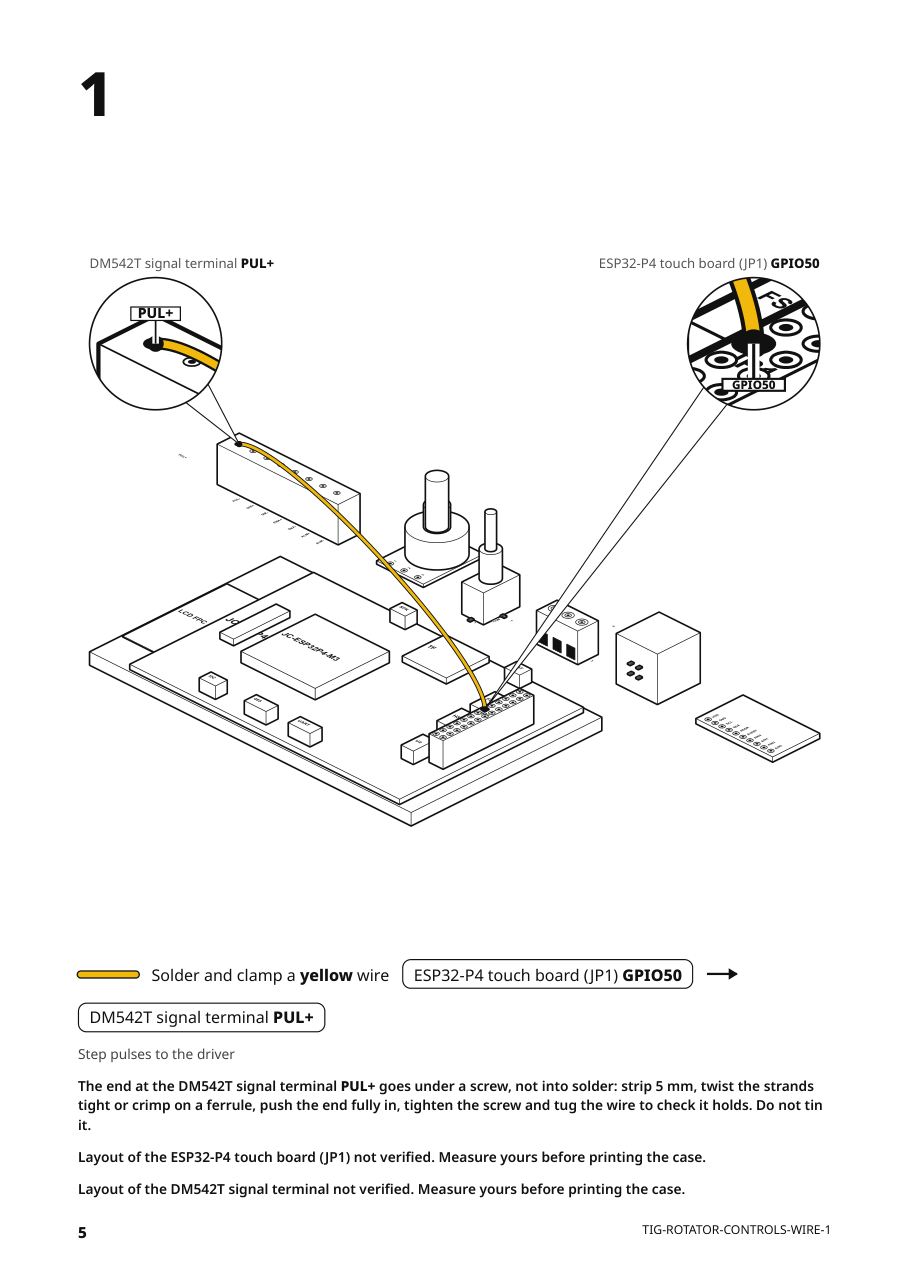 1
DM542T signal terminal PUL+
ESP32-P4 touch board (JP1) GPIO50
PUL+
FS
GPIO50
LCD FPC
JC-ESP32P4-M3
TF
Solder and clamp a yellow wire ESP32-P4 touch board (JP1) GPIO50
DM542T signal terminal PUL+
Step pulses to the driver
The end at the DM542T signal terminal PUL+ goes under a screw, not into solder: strip 5 mm, twist the strands
tight or crimp on a ferrule, push the end fully in, tighten the screw and tug the wire to check it holds. Do not tin
it.
Layout of the ESP32-P4 touch board (JP1) not verified. Measure yours before printing the case.
Layout of the DM542T signal terminal not verified. Measure yours before printing the case.
5
TIG-ROTATOR-CONTROLS-WIRE-1